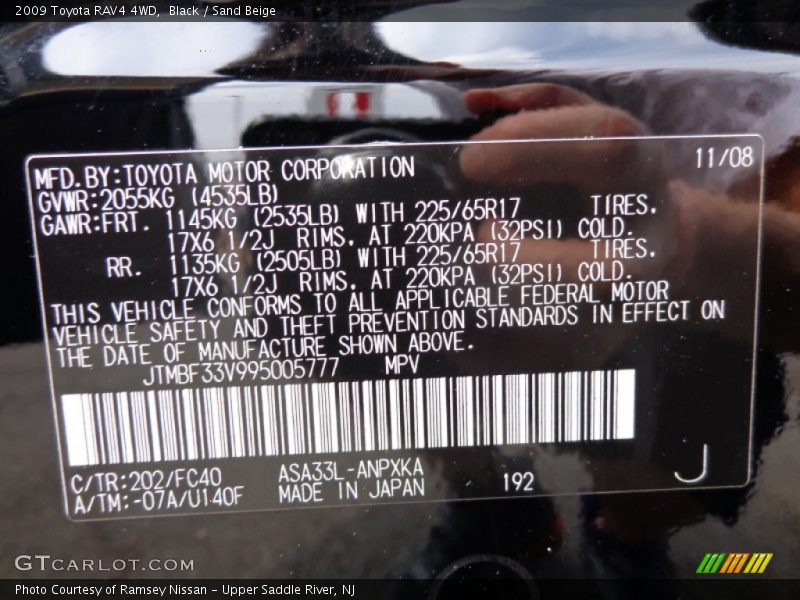 2009 Toyota RAV4 4WD, Black / Sand Beige
MFD.BY:TOYOTA MOTOR CORPORATION 11/08
GVWR:2055KG (4535LB)
GAWR:FRT. 1145KG (2535LB) WITH 225/65R17 TIRES.
17X6 1/2J RIMS. AT 220KPA (32PSI) COLD.
RR. 1135KG (2505LB) WITH 225/65R17 TIRES.
17X6 1/2J RIMS. AT 220KPA (32PSI) COLD.
THIS VEHICLE CONFORMS TO ALL APPLICABLE FEDERAL MOTOR
VEHICLE SAFETY AND THEFT PREVENTION STANDARDS IN EFFECT ON
THE DATE OF MANUFACTURE SHOWN ABOVE.
JTMBF33V995005777 MPV
C/TR:202/FC40 ASA33L-ANPXKA
A/TM:-07A/U140F MADE IN JAPAN 192 J
GTCARLOT.COM
Photo Courtesy of Ramsey Nissan - Upper Saddle River, NJ